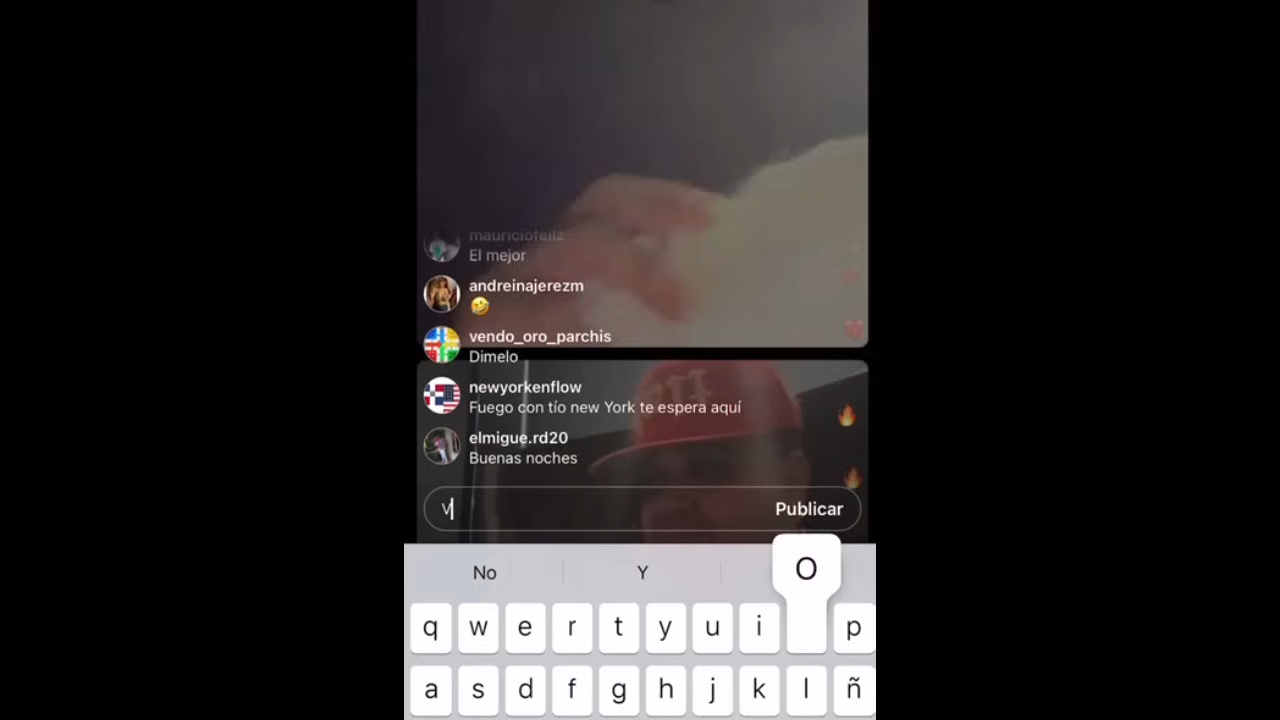 mauriciofeliz
El mejor
andreinajerezm
🤣
vendo_oro_parchis
Dimelo
newyorkenflow
Fuego con tío new York te espera aquí
elmigue.rd20
Buenas noches
V
Publicar
No
Y
O
q w e r t y u i p
a s d f g h j k l ñ